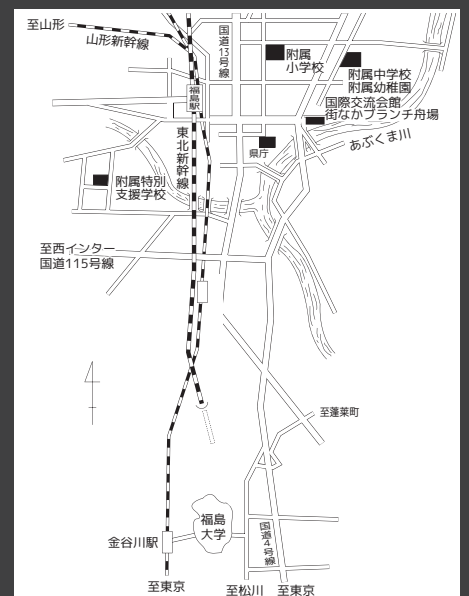 至山形
山形新幹線
国道13号線
附属
小学校
附属中学校
附属幼稚園
国際交流会館
街なかブランチ舟場
福島駅
あぶくま川
県庁
東北新幹線
附属特別
支援学校
至西インター
国道115号線
至蓬莱町
福島
大学
国道4号線
金谷川駅
至東京
至松川
至東京